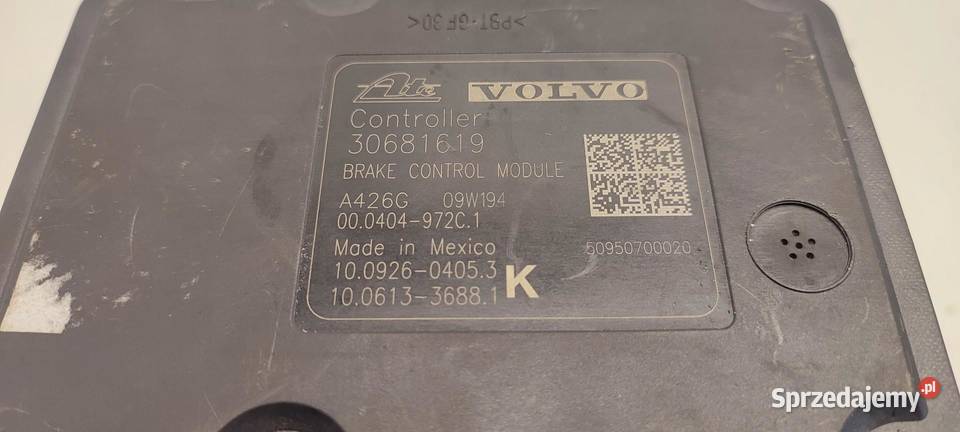 >PBT-GF30<
Ate VOLVO
Controller
30681619
BRAKE CONTROL MODULE
A426G 09W194
00.0404-972C.1
Made in Mexico 50950700020
10.0926-0405.3
10.0613-3688.1 K
Sprzedajemy.pl